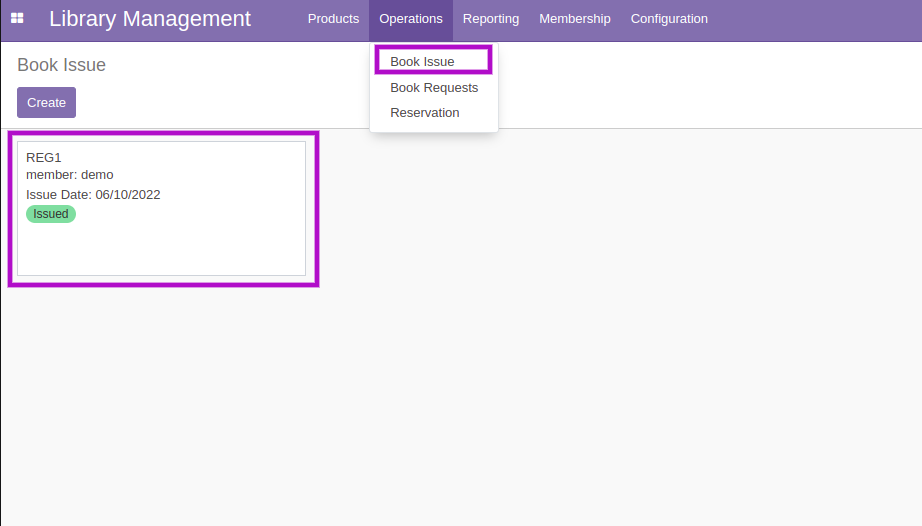 Library Management
Products Operations Reporting Membership Configuration
Book Issue
Create
Book Issue
Book Requests
Reservation
REG1
member: demo
Issue Date: 06/10/2022
Issued